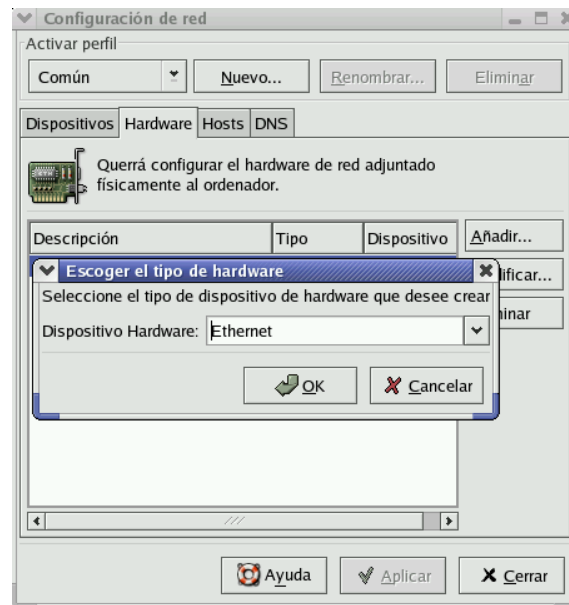 Configuración de red
Activar perfil
Común Nuevo... Renombrar... Eliminar
Dispositivos Hardware Hosts DNS
Querrá configurar el hardware de red adjuntado
físicamente al ordenador.
Descripción Tipo Dispositivo Añadir...
Escoger el tipo de hardware
ificar...
Seleccione el tipo de dispositivo de hardware que desee crear
inar
Dispositivo Hardware: Ethernet
OK Cancelar
Ayuda Aplicar Cerrar